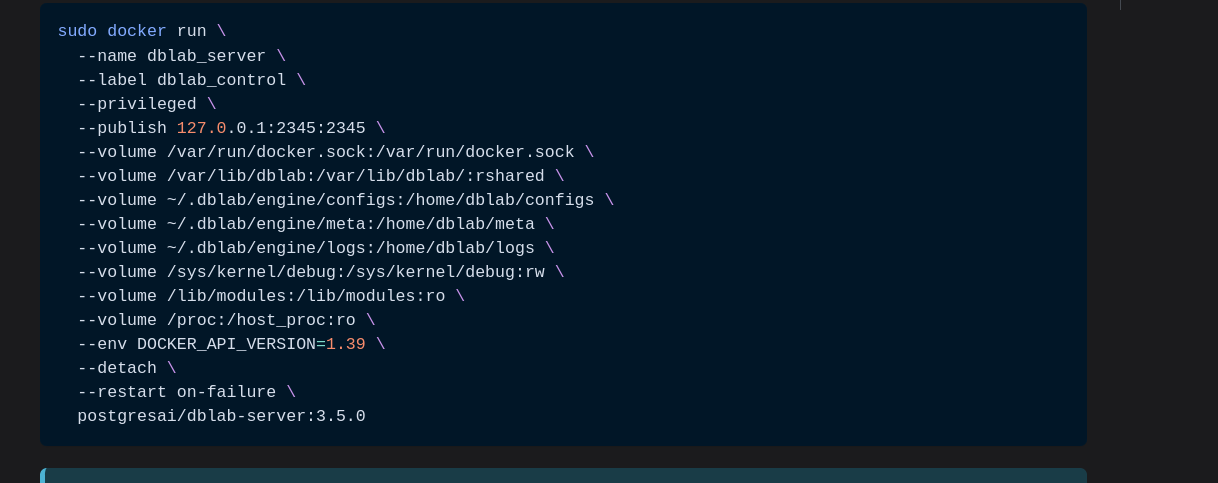 sudo docker run \
  --name dblab_server \
  --label dblab_control \
  --privileged \
  --publish 127.0.0.1:2345:2345 \
  --volume /var/run/docker.sock:/var/run/docker.sock \
  --volume /var/lib/dblab:/var/lib/dblab/:rshared \
  --volume ~/.dblab/engine/configs:/home/dblab/configs \
  --volume ~/.dblab/engine/meta:/home/dblab/meta \
  --volume ~/.dblab/engine/logs:/home/dblab/logs \
  --volume /sys/kernel/debug:/sys/kernel/debug:rw \
  --volume /lib/modules:/lib/modules:ro \
  --volume /proc:/host_proc:ro \
  --env DOCKER_API_VERSION=1.39 \
  --detach \
  --restart on-failure \
  postgresai/dblab-server:3.5.0